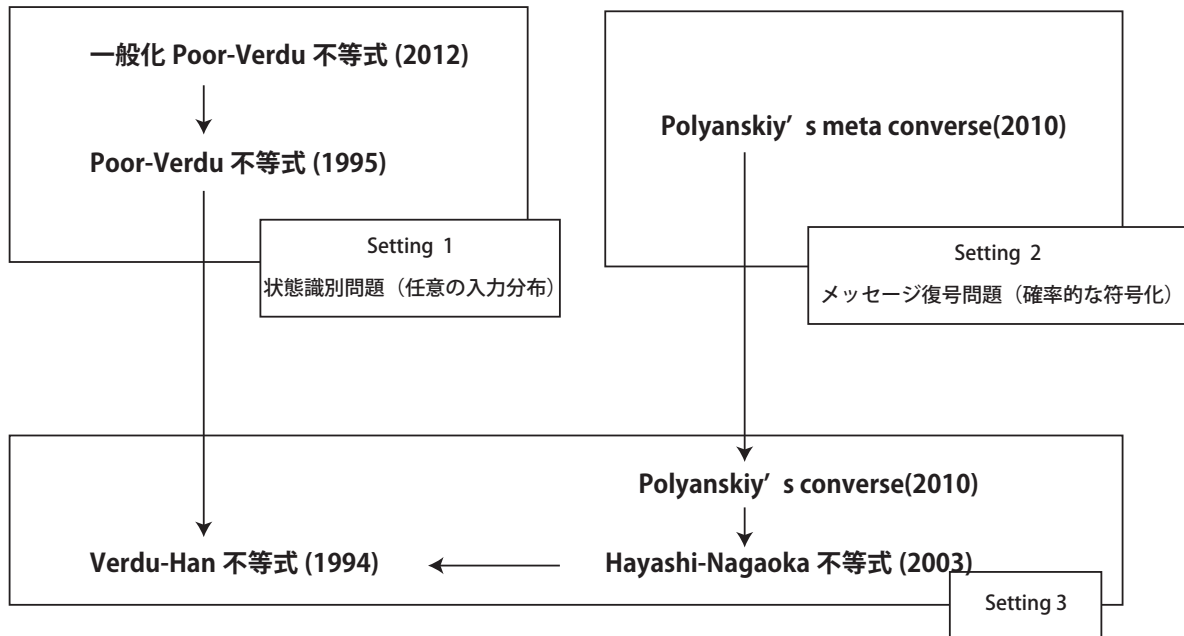 一般化 Poor-Verdu 不等式 (2012)
Poor-Verdu 不等式 (1995)
Setting 1
状態識別問題（任意の入力分布）
Polyanskiy’s meta converse(2010)
Setting 2
メッセージ復号問題（確率的な符号化）
Polyanskiy’s converse(2010)
Verdu-Han 不等式 (1994)
Hayashi-Nagaoka 不等式 (2003)
Setting 3